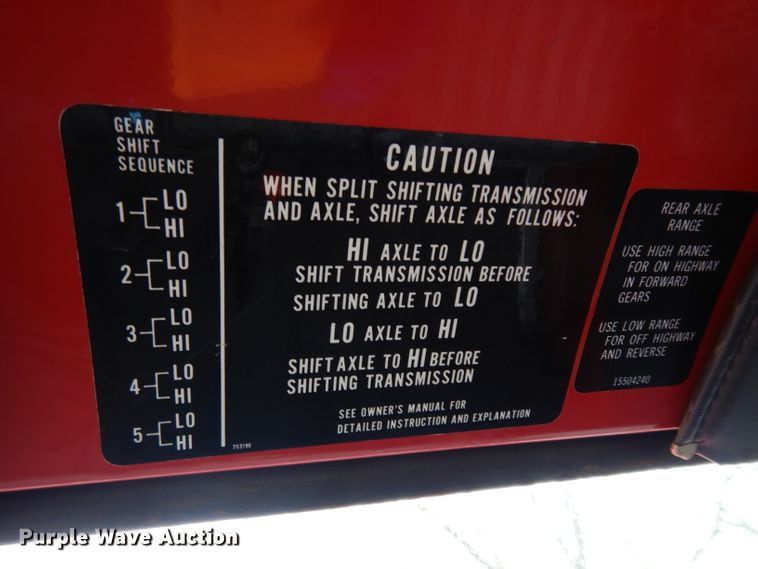 GEAR
SHIFT
SEQUENCE
1 LO
HI
2 LO
HI
3 LO
HI
4 LO
HI
5 LO
HI
CAUTION
WHEN SPLIT SHIFTING TRANSMISSION
AND AXLE, SHIFT AXLE AS FOLLOWS:
HI AXLE TO LO
SHIFT TRANSMISSION BEFORE
SHIFTING AXLE TO LO
LO AXLE TO HI
SHIFT AXLE TO HI BEFORE
SHIFTING TRANSMISSION
SEE OWNER'S MANUAL FOR
DETAILED INSTRUCTION AND EXPLANATION
REAR AXLE
RANGE
USE HIGH RANGE
FOR ON HIGHWAY
IN FORWARD
GEARS
USE LOW RANGE
FOR OFF HIGHWAY
AND REVERSE
15504240
Purple Wave Auction